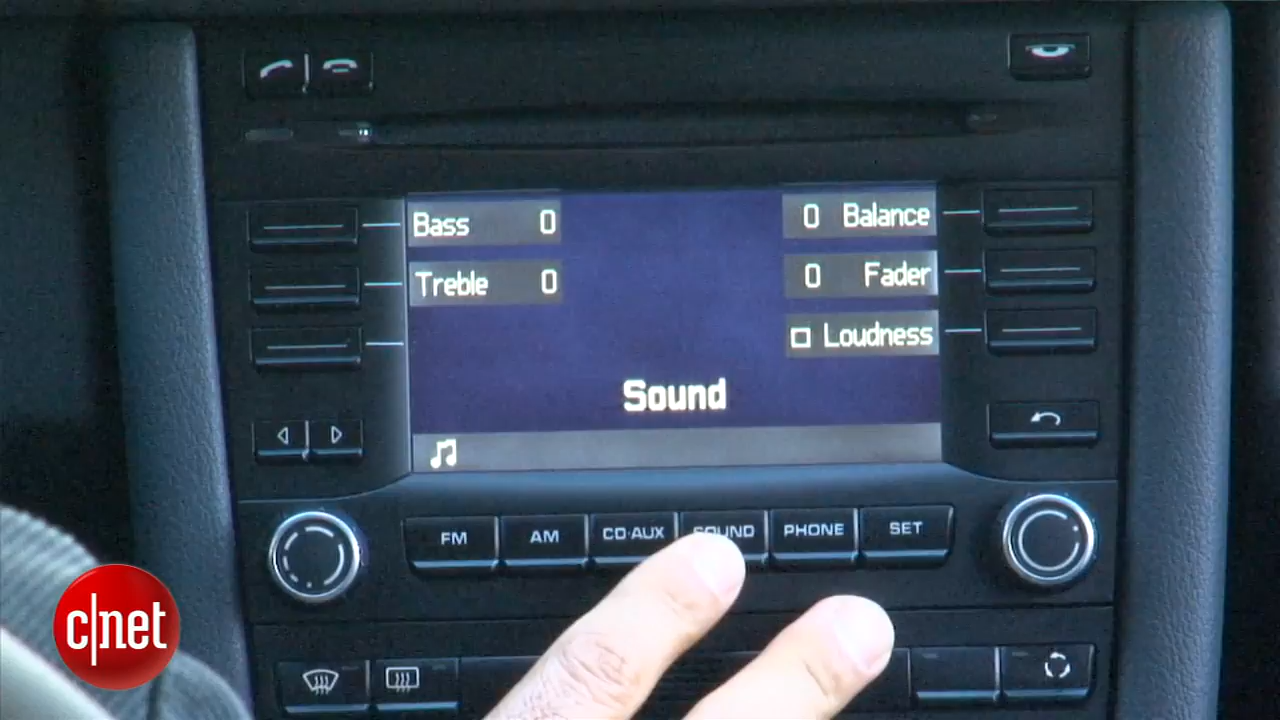 Bass 0
0 Balance
Treble 0
0 Fader
Loudness
Sound
FM
AM
CD·AUX
SOUND
PHONE
SET
c|net